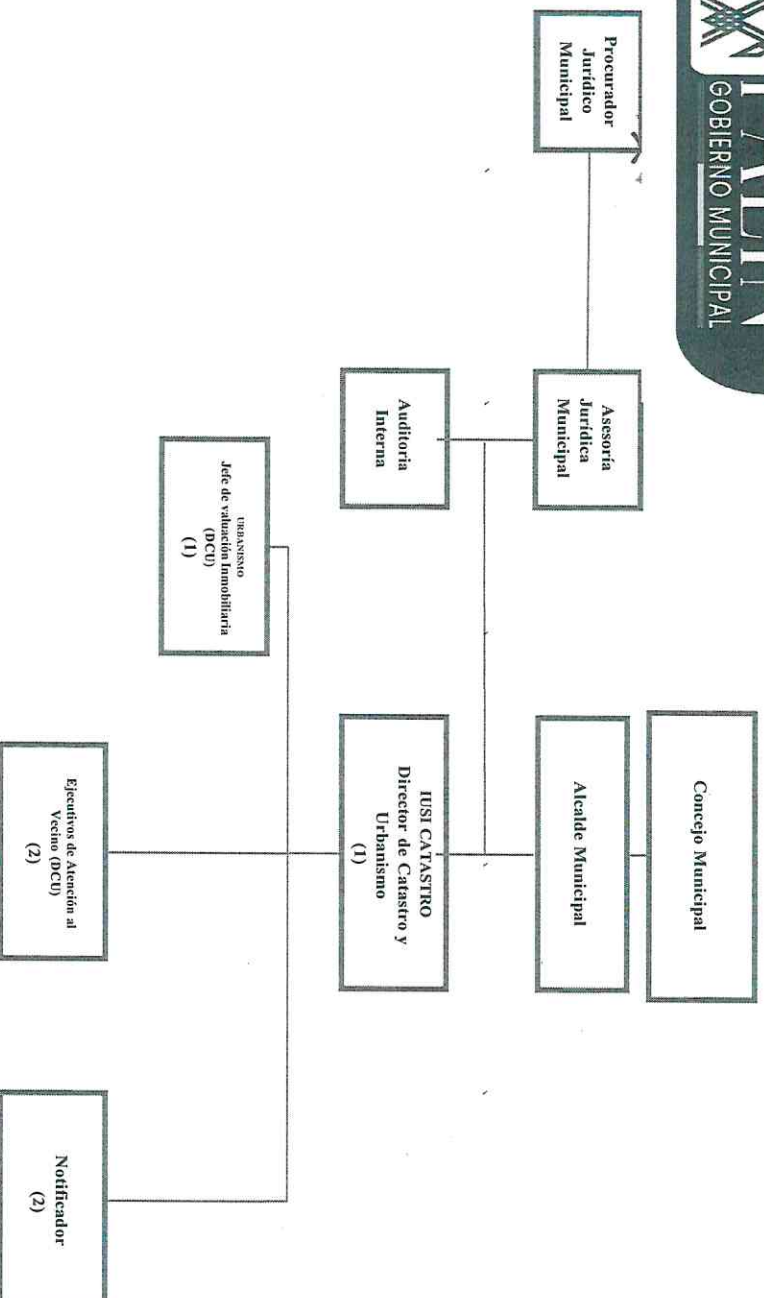 PALIN
GOBIERNO MUNICIPAL
Concejo Municipal
Alcalde Municipal
Procurador
Jurídico
Municipal
Asesoría
Jurídica
Municipal
Auditoria
Interna
IUSI CATASTRO
Director de Catastro y
Urbanismo
(1)
URBANISMO
Jefe de valuación Inmobiliaria
(DCU)
(1)
Ejecutivos de Atención al
Vecino (DCU)
(2)
Notificador
(2)